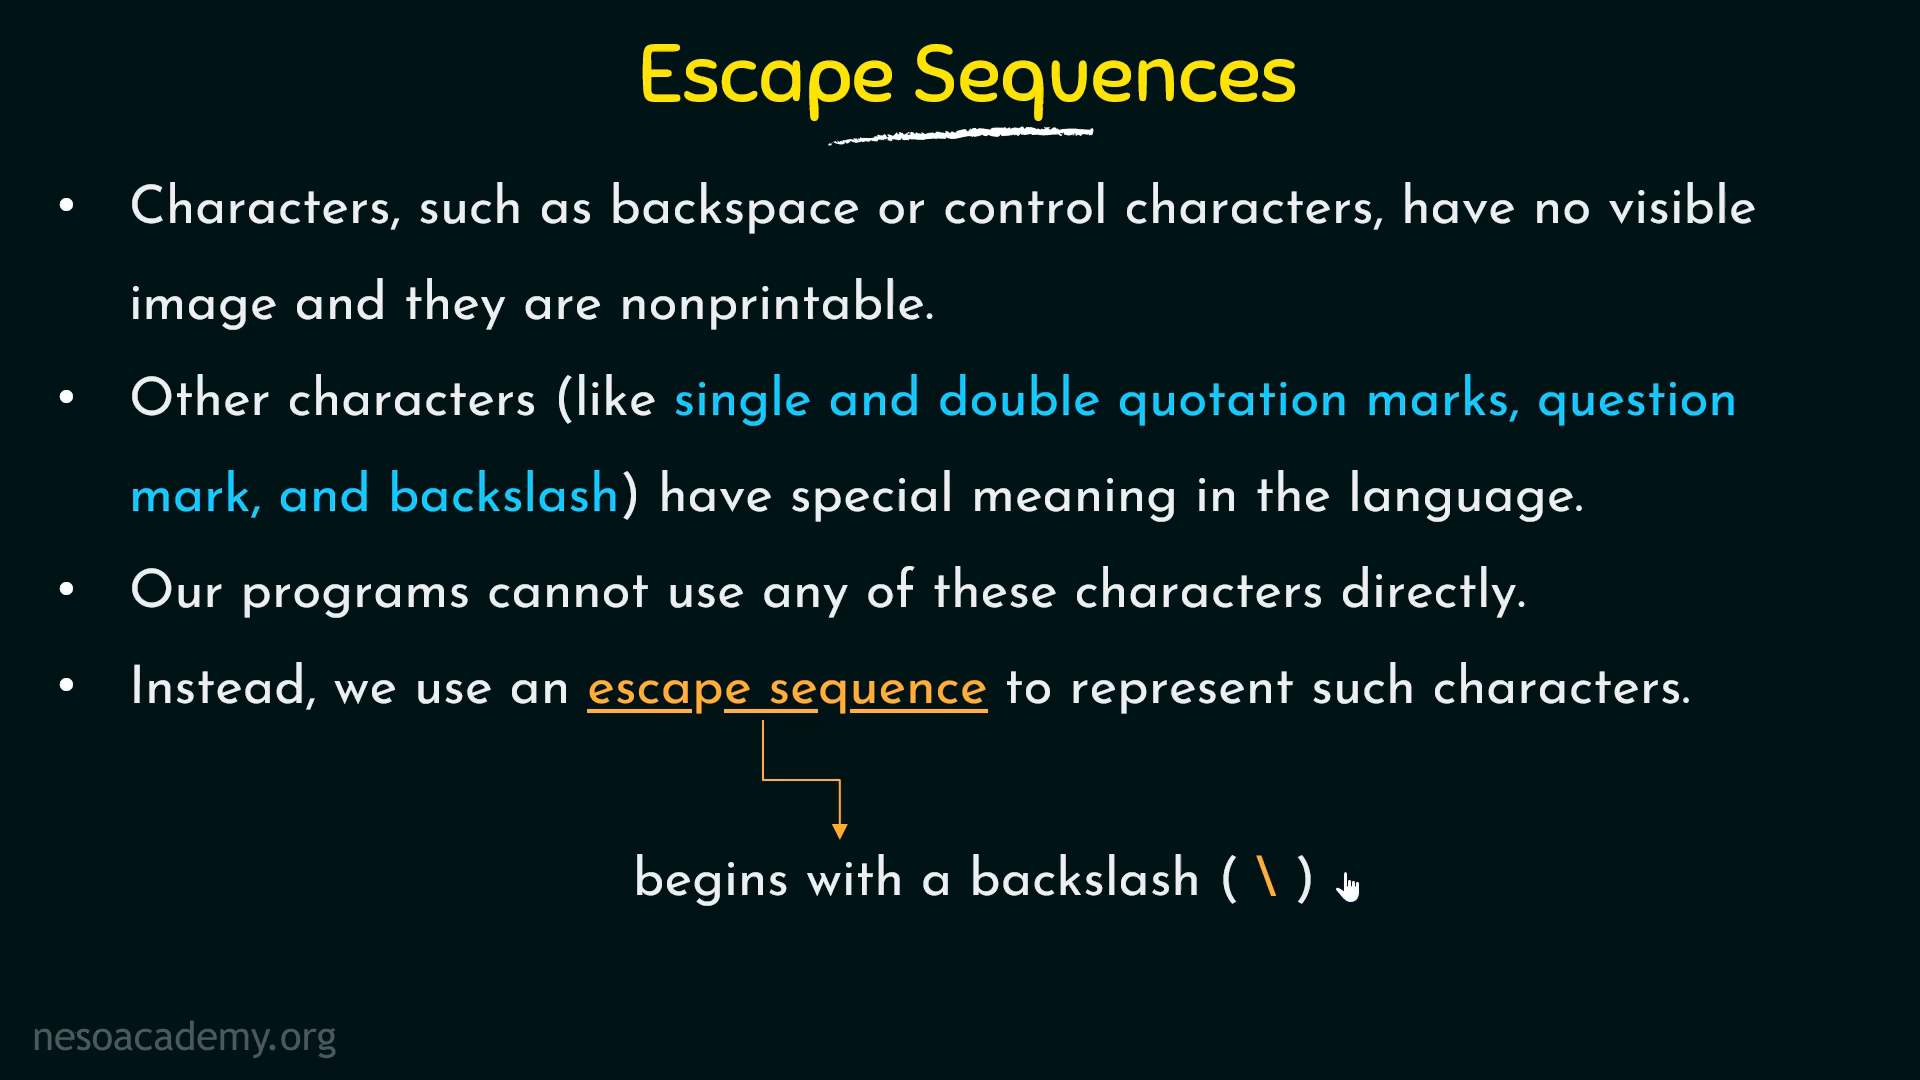 Escape Sequences
• Characters, such as backspace or control characters, have no visible
image and they are nonprintable.
• Other characters (like single and double quotation marks, question
mark, and backslash) have special meaning in the language.
• Our programs cannot use any of these characters directly.
• Instead, we use an escape sequence to represent such characters.
begins with a backslash ( \ )
nesoacademy.org